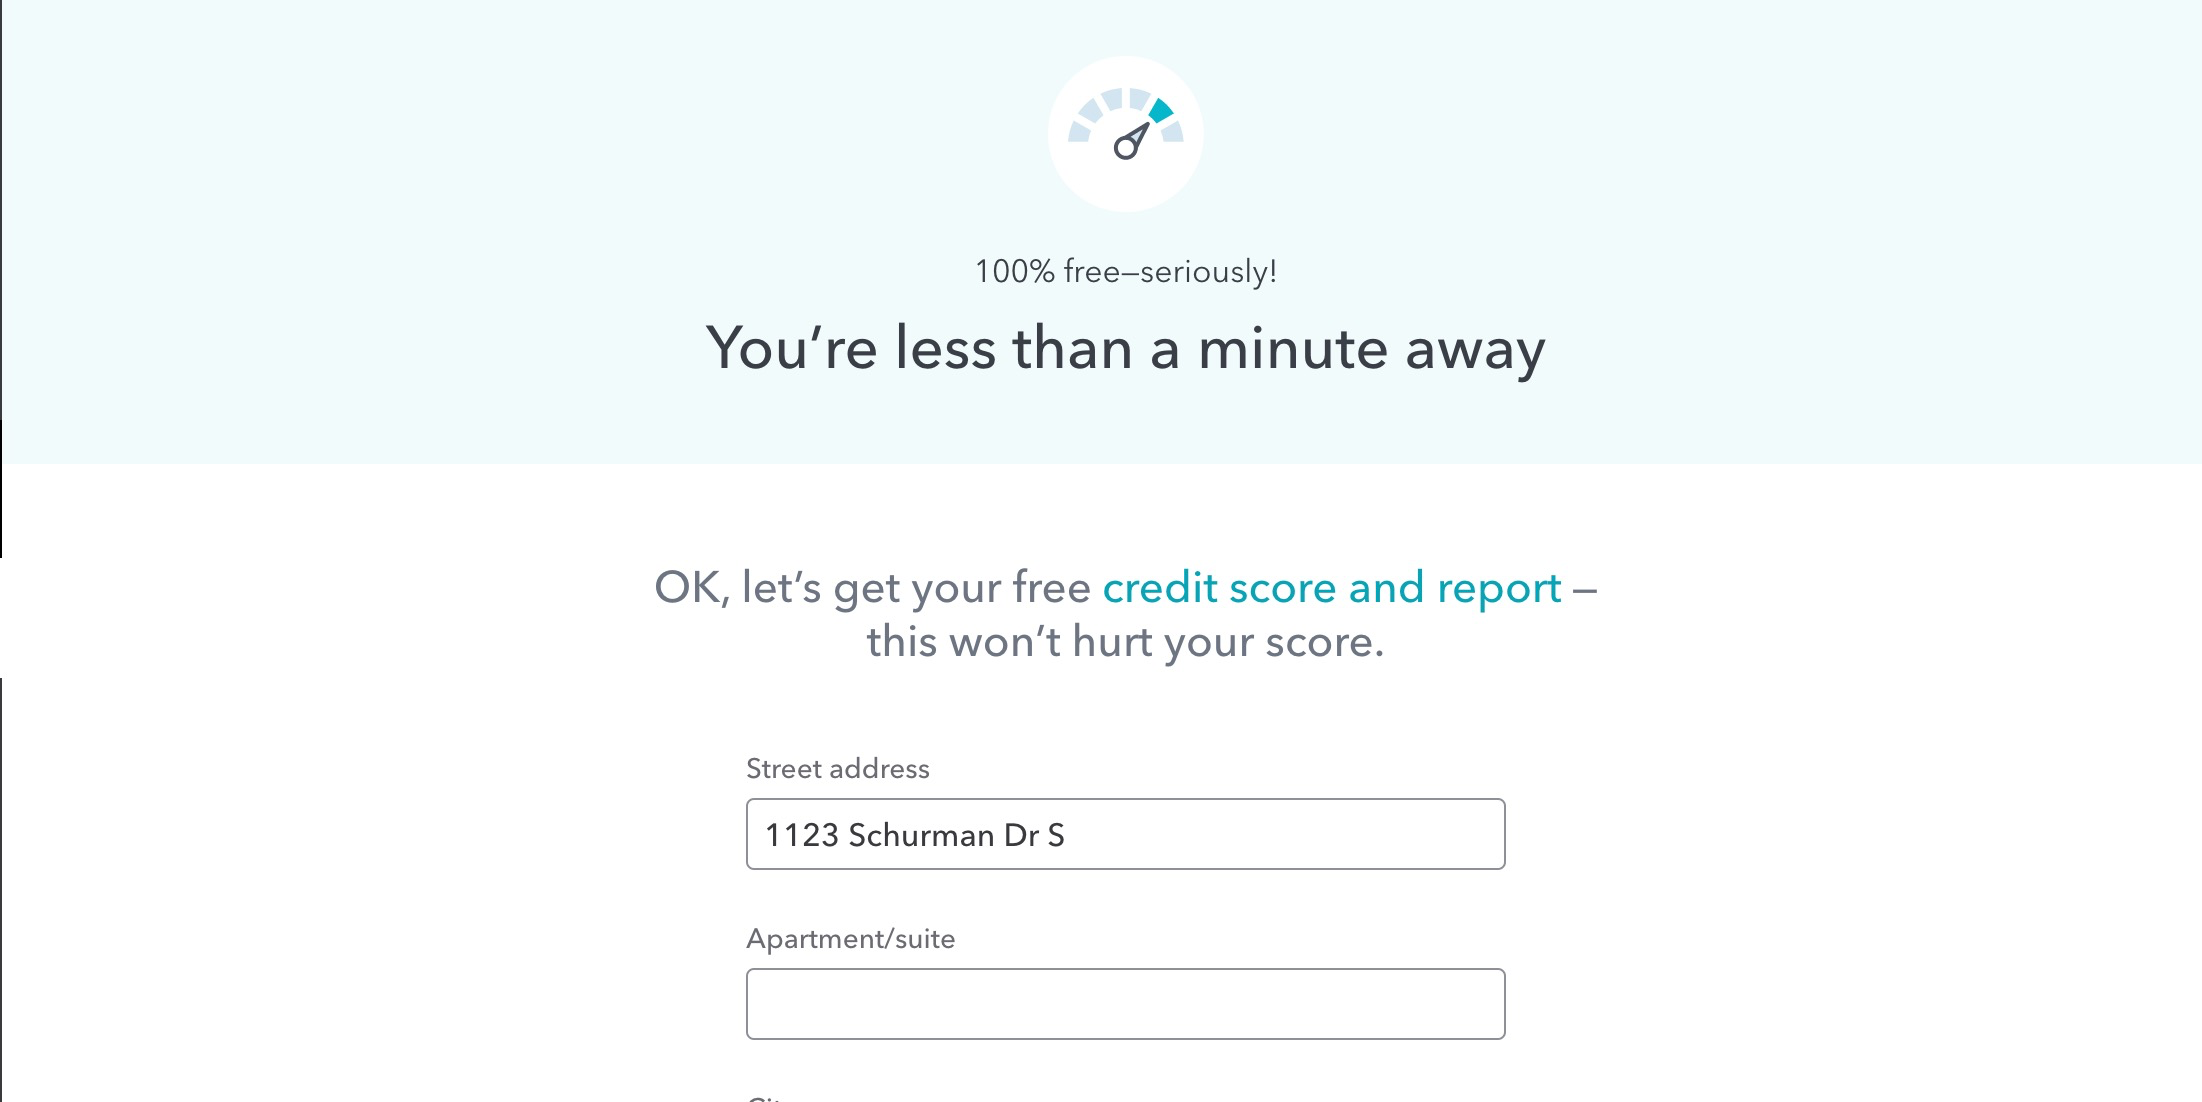 100% free–seriously!
You’re less than a minute away
OK, let’s get your free credit score and report –
this won’t hurt your score.
Street address
1123 Schurman Dr S
Apartment/suite